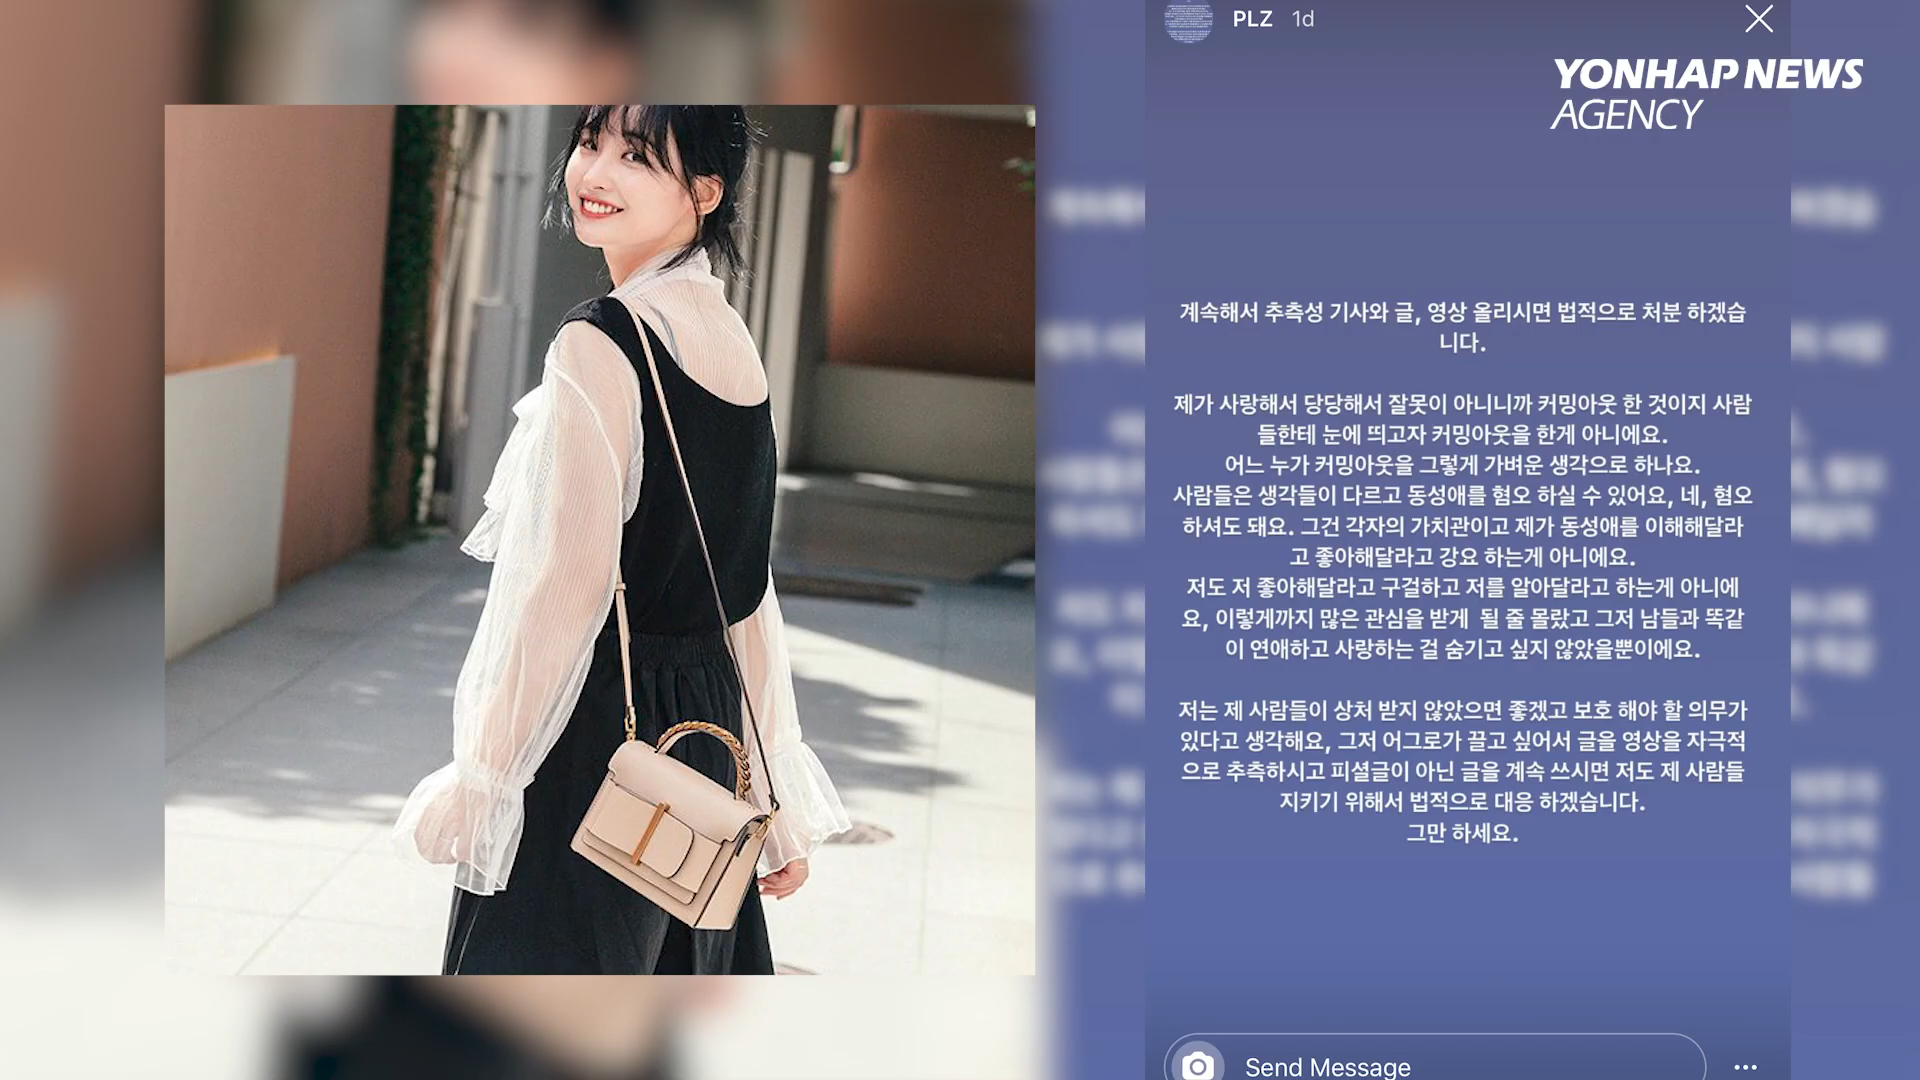 PLZ 1d
YONHAP NEWS
AGENCY
계속해서 추측성 기사와 글, 영상 올리시면 법적으로 처분 하겠습
니다.
제가 사랑해서 당당해서 잘못이 아니니까 커밍아웃 한 것이지 사람
들한테 눈에 띄고자 커밍아웃을 한게 아니에요.
어느 누가 커밍아웃을 그렇게 가벼운 생각으로 하나요.
사람들은 생각들이 다르고 동성애를 혐오 하실 수 있어요, 네, 혐오
하셔도 돼요. 그건 각자의 가치관이고 제가 동성애를 이해해달라
고 좋아해달라고 강요 하는게 아니에요.
저도 저 좋아해달라고 구걸하고 저를 알아달라고 하는게 아니에
요, 이렇게까지 많은 관심을 받게 될 줄 몰랐고 그저 남들과 똑같
이 연애하고 사랑하는 걸 숨기고 싶지 않았을뿐이에요.
저는 제 사람들이 상처 받지 않았으면 좋겠고 보호 해야 할 의무가
있다고 생각해요, 그저 어그로가 끌고 싶어서 글을 영상을 자극적
으로 추측하시고 피셜글이 아닌 글을 계속 쓰시면 저도 제 사람들
지키기 위해서 법적으로 대응 하겠습니다.
그만 하세요.
Send Message